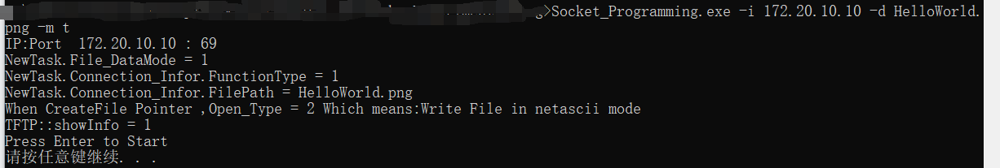 >Socket_Programming.exe -i 172.20.10.10 -d HelloWorld.
png -m t
IP:Port  172.20.10.10 : 69
NewTask.File_DataMode = 1
NewTask.Connection_Infor.FunctionType = 1
NewTask.Connection_Infor.FilePath = HelloWorld.png
When CreateFile Pointer ,Open_Type = 2 Which means:Write File in netascii mode
TFTP::showInfo = 1
Press Enter to Start
请按任意键继续. . .